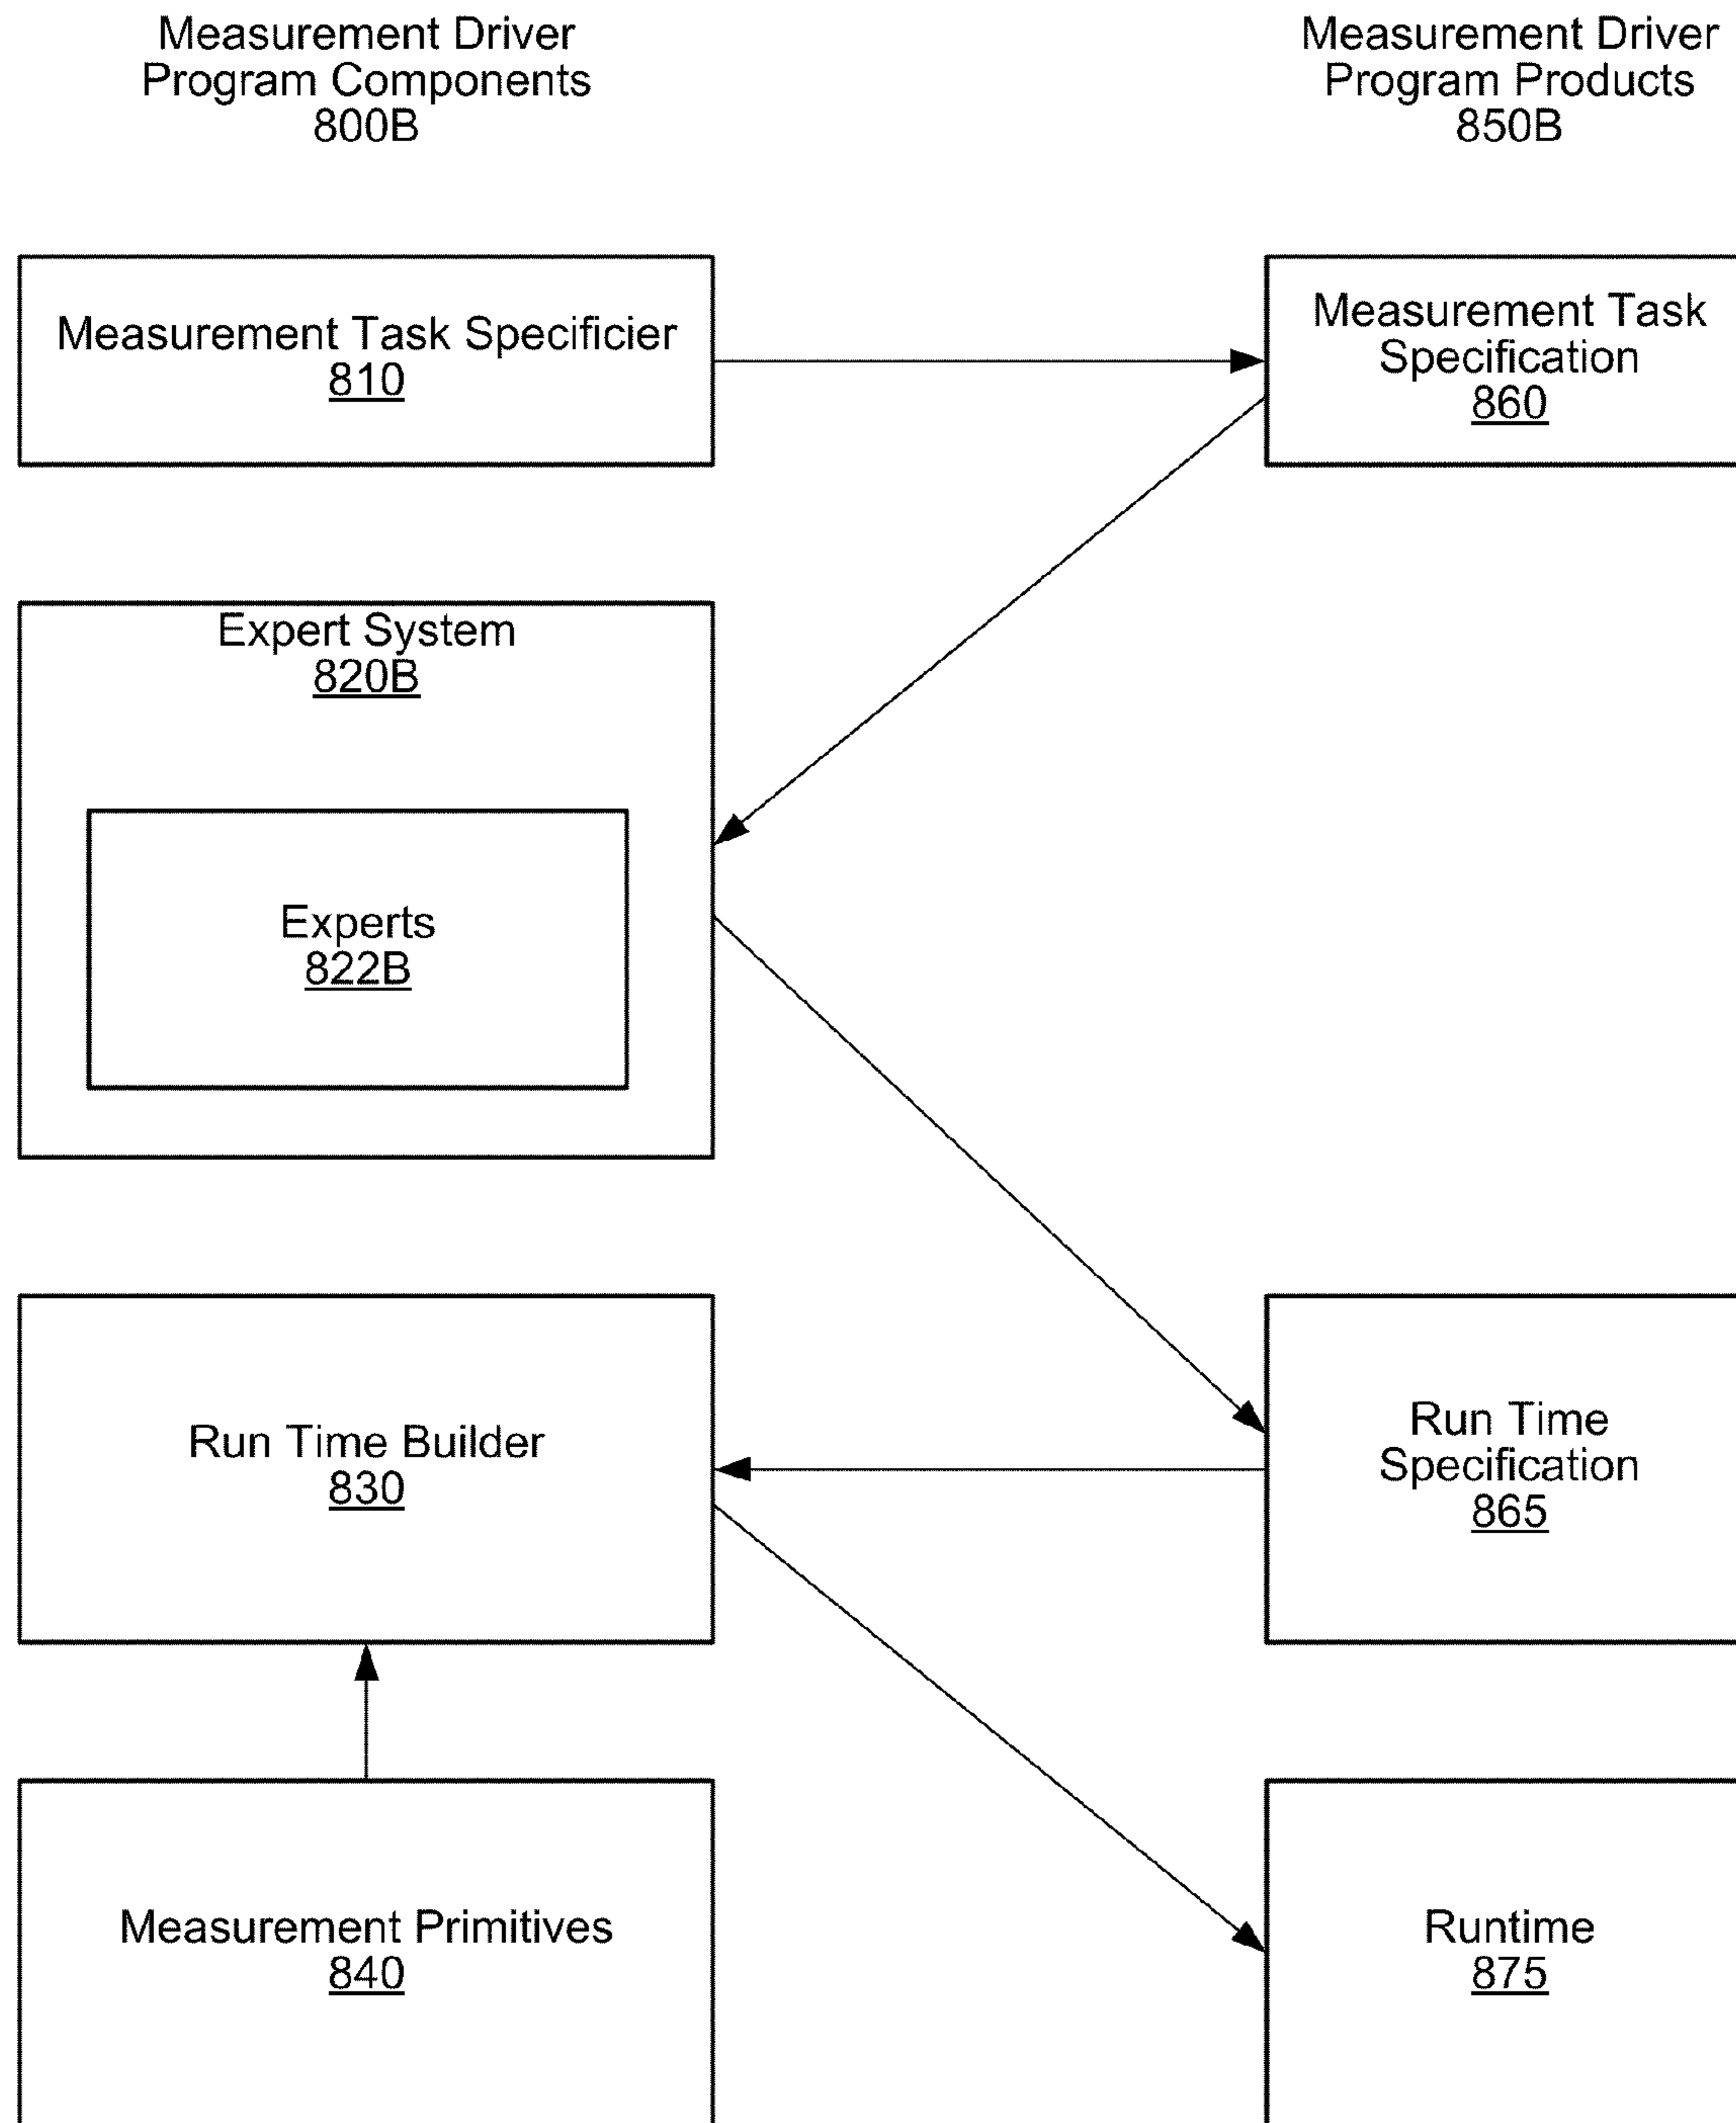 Measurement Driver
Program Components
800B
Measurement Driver
Program Products
850B
Measurement Task Specificier
810
Measurement Task
Specification
860
Expert System
820B
Experts
822B
Run Time Builder
830
Run Time
Specification
865
Measurement Primitives
840
Runtime
875